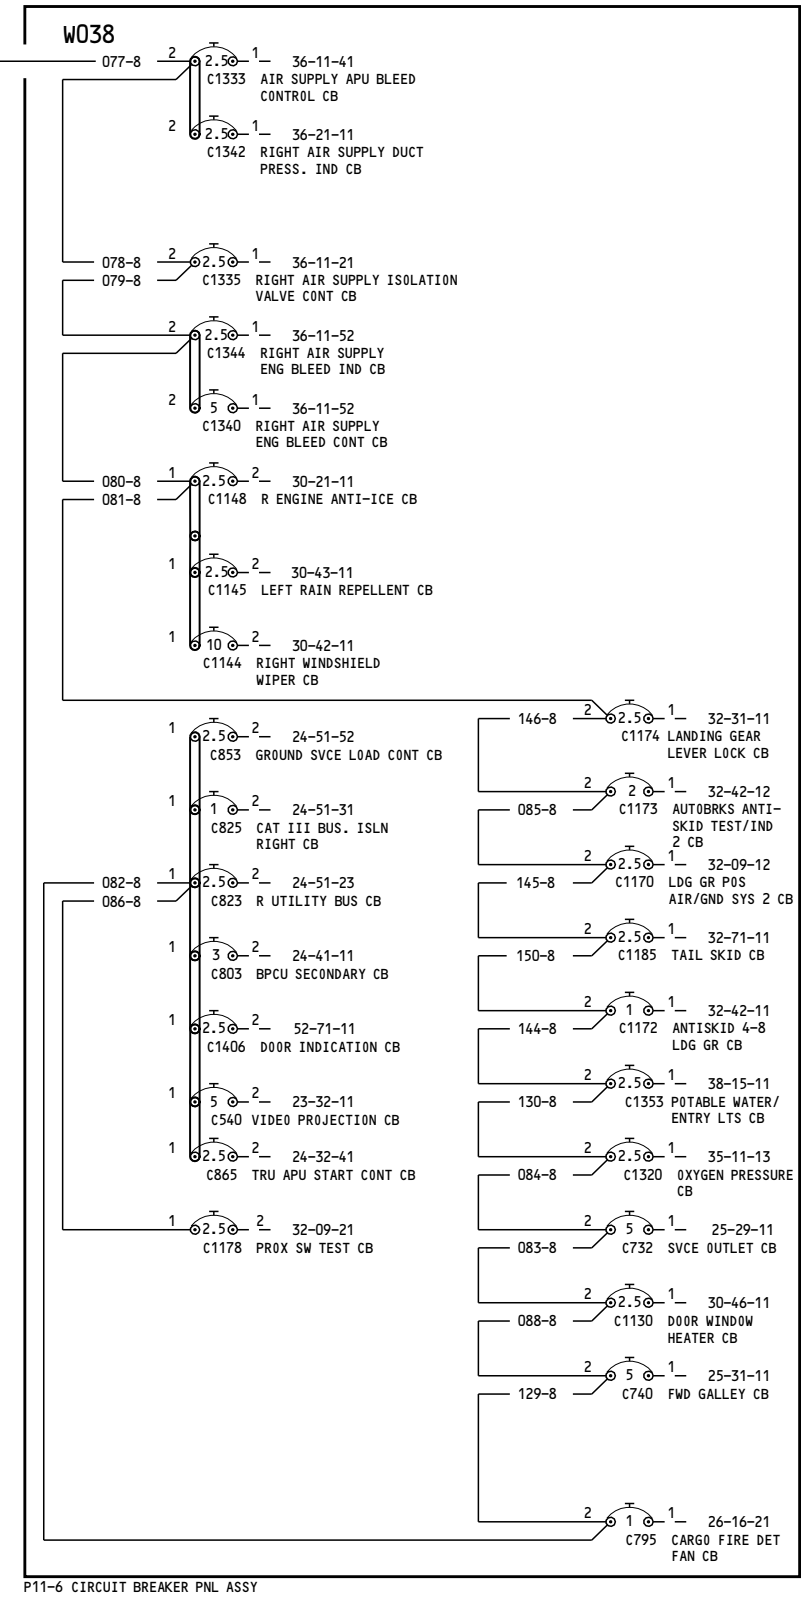 W038
077-8 2 2.5 1 36-11-41
C1333 AIR SUPPLY APU BLEED
CONTROL CB
2 2.5 1 36-21-11
C1342 RIGHT AIR SUPPLY DUCT
PRESS. IND CB
078-8 2 2.5 1 36-11-21
079-8 C1335 RIGHT AIR SUPPLY ISOLATION
VALVE CONT CB
2 2.5 1 36-11-52
C1344 RIGHT AIR SUPPLY
ENG BLEED IND CB
2 5 1 36-11-52
C1340 RIGHT AIR SUPPLY
ENG BLEED CONT CB
080-8 1 2.5 2 30-21-11
081-8 C1148 R ENGINE ANTI-ICE CB
1 2.5 2 30-43-11
C1145 LEFT RAIN REPELLENT CB
1 10 2 30-42-11
C1144 RIGHT WINDSHIELD
WIPER CB
1 2.5 2 24-51-52
C853 GROUND SVCE LOAD CONT CB
1 1 2 24-51-31
C825 CAT III BUS. ISLN
RIGHT CB
082-8 1 2.5 2 24-51-23
086-8 C823 R UTILITY BUS CB
1 3 2 24-41-11
C803 BPCU SECONDARY CB
1 2.5 2 52-71-11
C1406 DOOR INDICATION CB
1 5 2 23-32-11
C540 VIDEO PROJECTION CB
1 2.5 2 24-32-41
C865 TRU APU START CONT CB
1 2.5 2 32-09-21
C1178 PROX SW TEST CB
146-8 2 2.5 1 32-31-11
C1174 LANDING GEAR
LEVER LOCK CB
2 2 1 32-42-12
085-8 C1173 AUTOBRKS ANTI-
SKID TEST/IND
2 CB
2 2.5 1 32-09-12
145-8 C1170 LDG GR POS
AIR/GND SYS 2 CB
2 2.5 1 32-71-11
150-8 C1185 TAIL SKID CB
2 1 1 32-42-11
144-8 C1172 ANTISKID 4-8
LDG GR CB
2 2.5 1 38-15-11
130-8 C1353 POTABLE WATER/
ENTRY LTS CB
2 2.5 1 35-11-13
084-8 C1320 OXYGEN PRESSURE
CB
2 5 1 25-29-11
083-8 C732 SVCE OUTLET CB
2 2.5 1 30-46-11
088-8 C1130 DOOR WINDOW
HEATER CB
2 5 1 25-31-11
129-8 C740 FWD GALLEY CB
2 1 1 26-16-21
C795 CARGO FIRE DET
FAN CB
P11-6 CIRCUIT BREAKER PNL ASSY